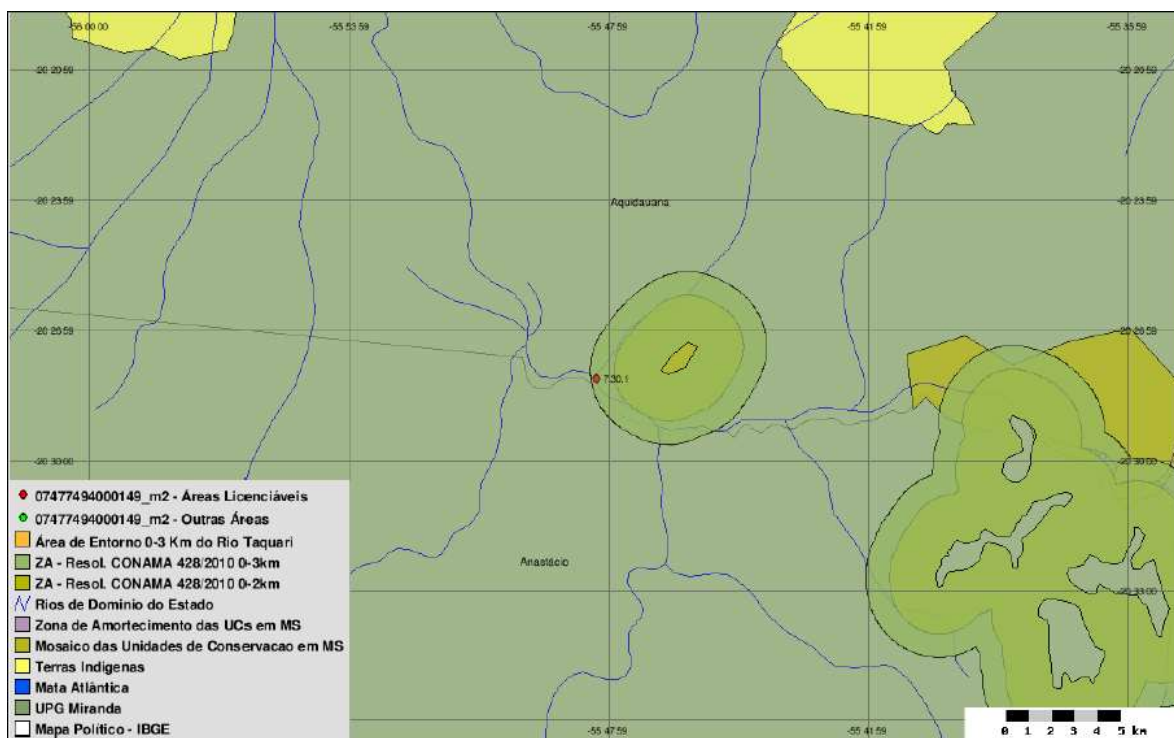 -56 00.00 -55 53.59 -55 47.59 -55 41.59 -55 35.59
-20 20.59 -20 20.59
-20 23.59 Aquidauana -20 23.59
-20 26.59 -20 26.59
7.30.1
-20 30.00 -20 30.00
07477494000149_m2 - Áreas Licenciáveis
07477494000149_m2 - Outras Áreas
Área de Entorno 0-3 Km do Rio Taquari
ZA - Resol. CONAMA 428/2010 0-3km
Anastácio
ZA - Resol. CONAMA 428/2010 0-2km
-20 33.00
Rios de Dominio do Estado
Zona de Amortecimento das UCs em MS
Mosaico das Unidades de Conservacao em MS
Terras Indígenas
Mata Atlântica
UPG Miranda
Mapa Político - IBGE
-55 47.59 -55 41.59
0 1 2 3 4 5 km